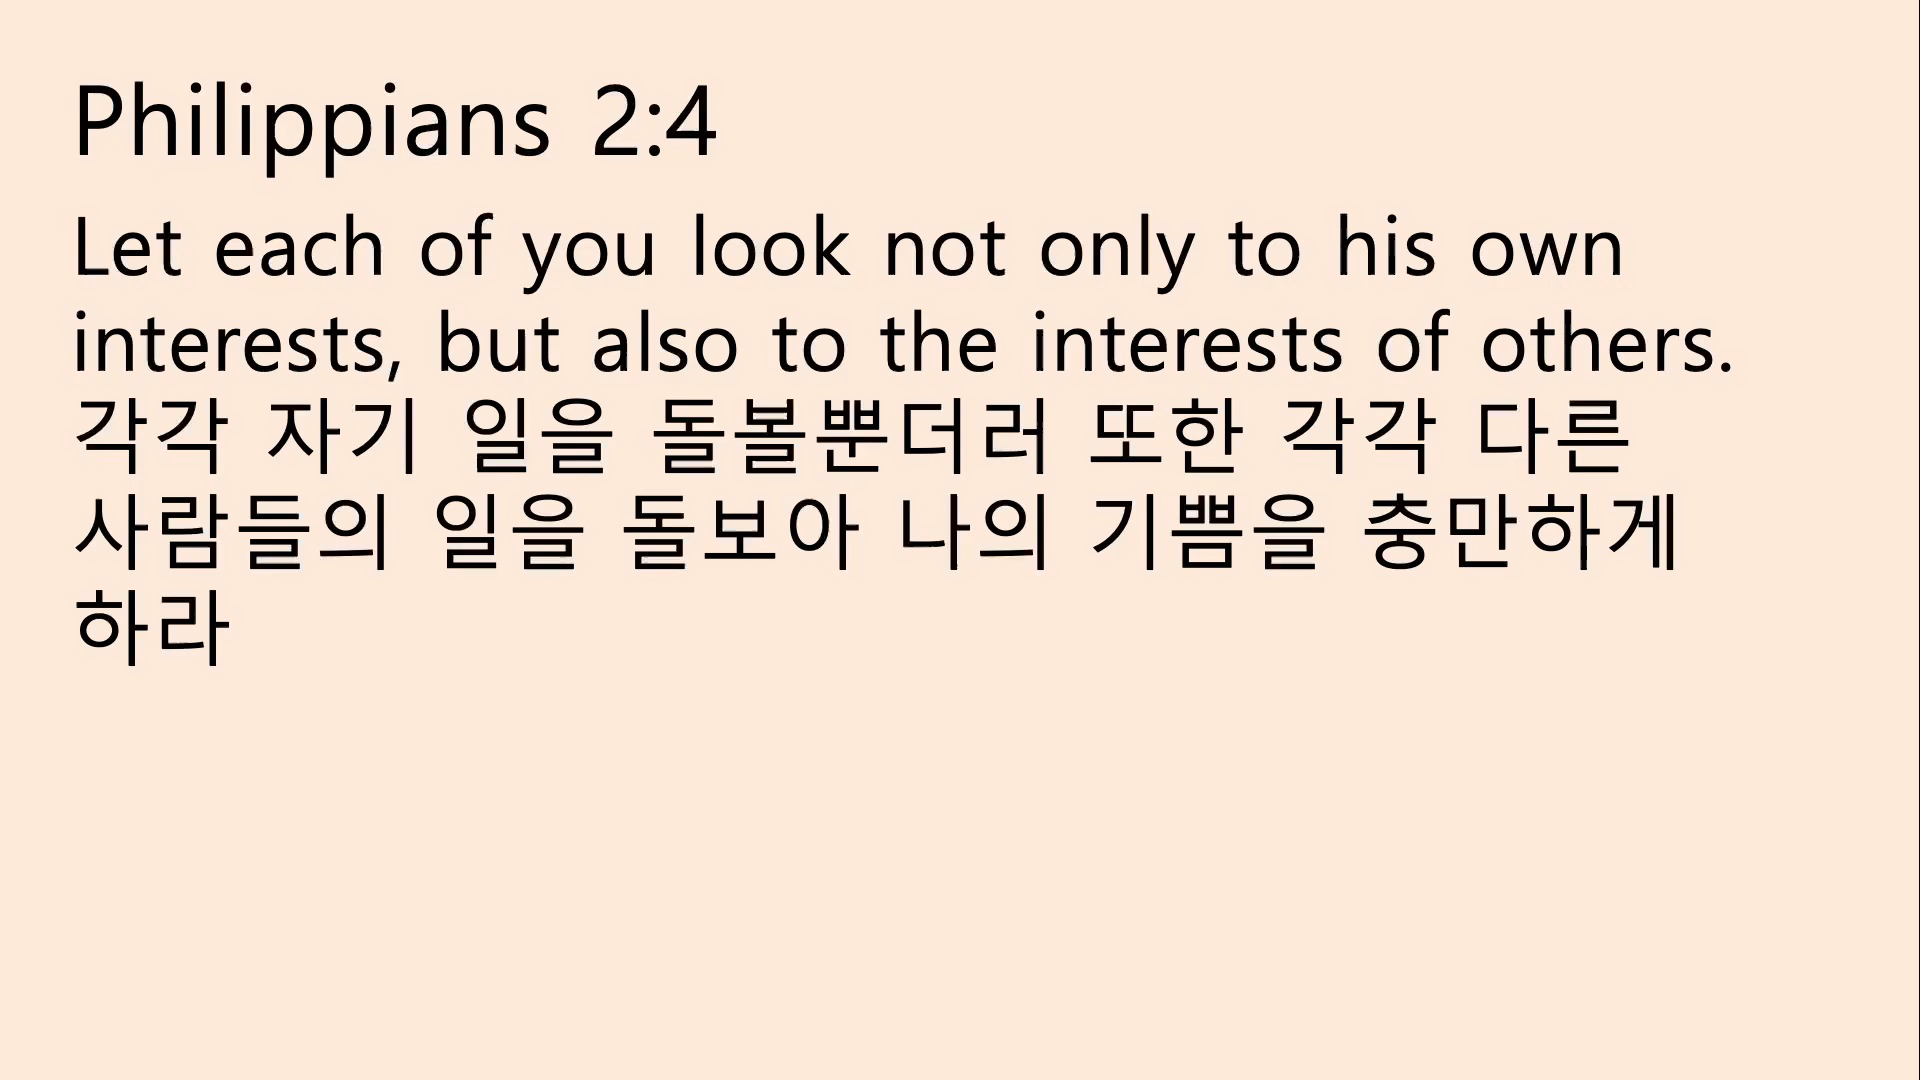 Philippians 2:4
Let each of you look not only to his own
interests, but also to the interests of others.
각각 자기 일을 돌볼뿐더러 또한 각각 다른
사람들의 일을 돌보아 나의 기쁨을 충만하게
하라